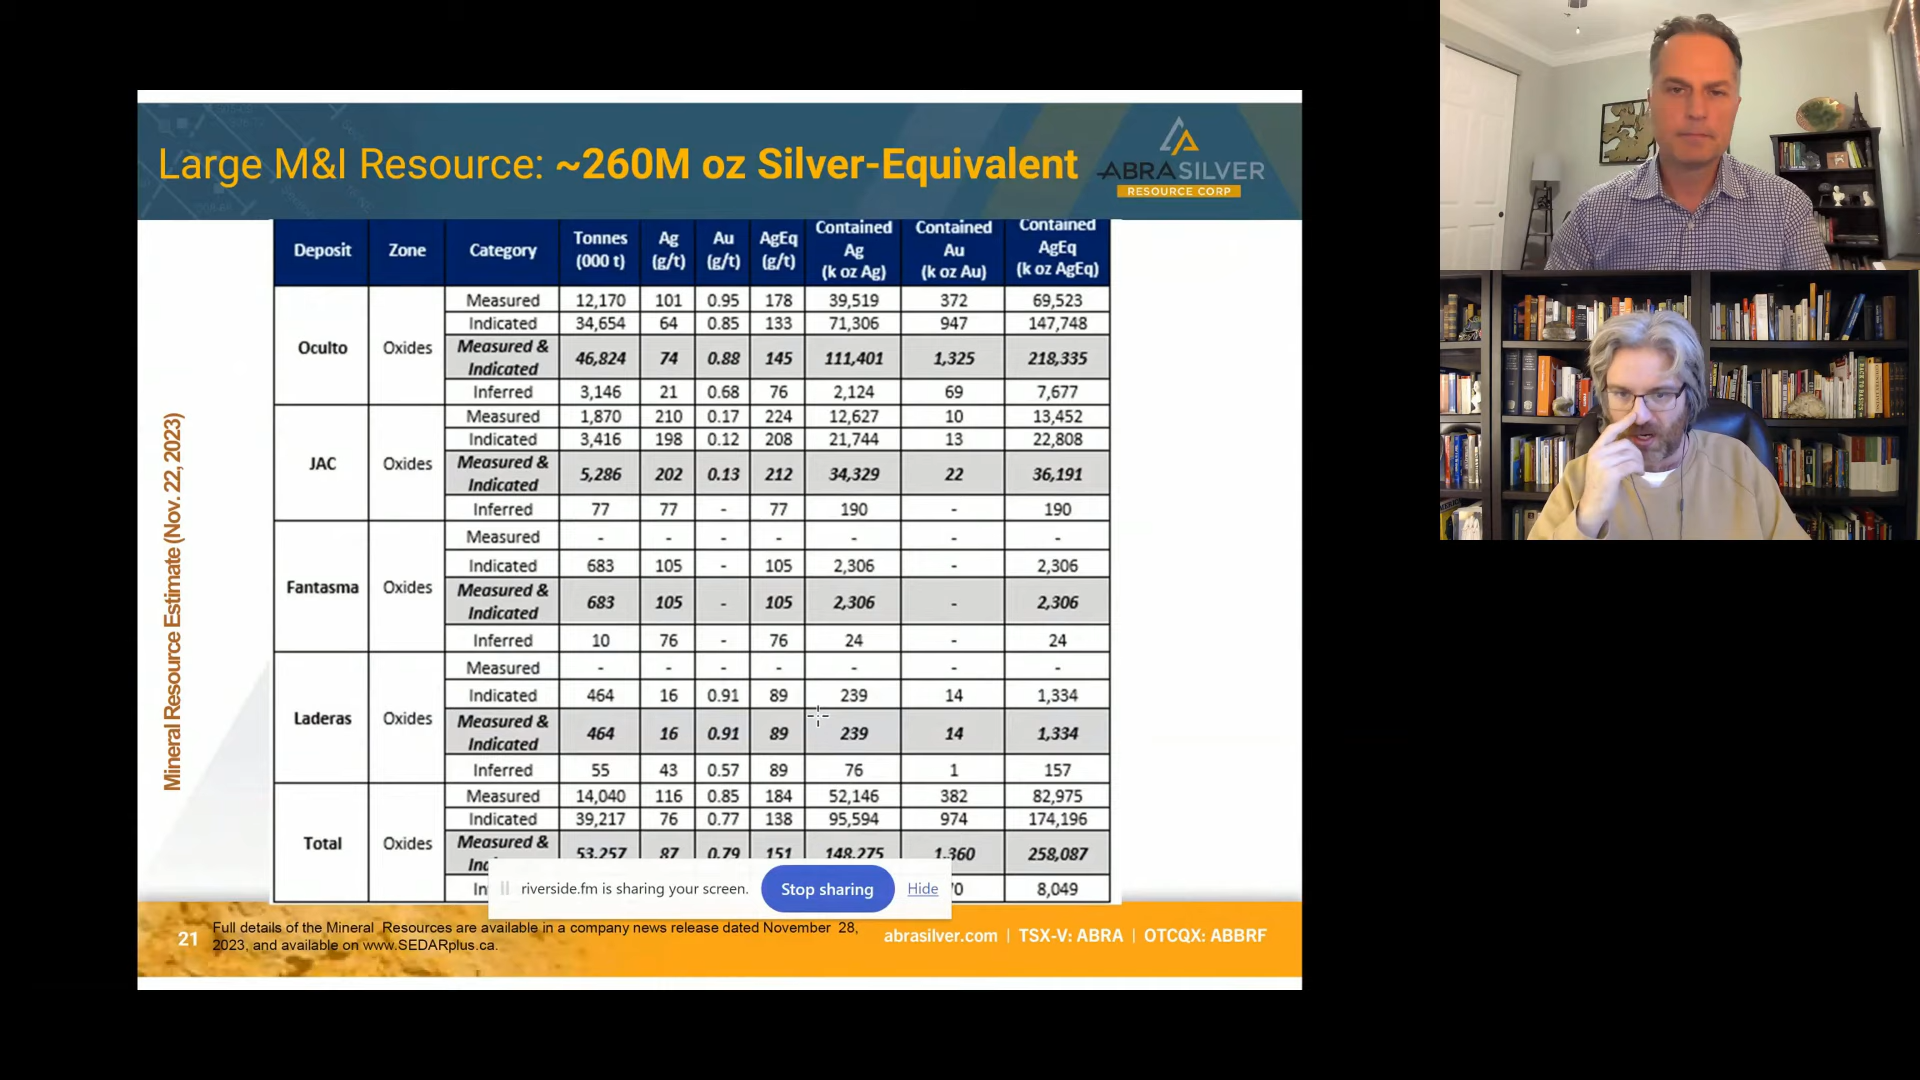 Large M&I Resource: ~260M oz Silver-Equivalent
ABRASILVER
RESOURCE CORP
Mineral Resource Estimate (Nov. 22, 2023)
Deposit Zone Category Tonnes (000 t) Ag (g/t) Au (g/t) AgEq (g/t) Contained Ag (k oz Ag) Contained Au (k oz Au) Contained AgEq (k oz AgEq)
Oculto Oxides
Measured 12,170 101 0.95 178 39,519 372 69,523
Indicated 34,654 64 0.85 133 71,306 947 147,748
Measured & Indicated 46,824 74 0.88 145 111,401 1,325 218,335
Inferred 3,146 21 0.68 76 2,124 69 7,677
JAC Oxides
Measured 1,870 210 0.17 224 12,627 10 13,452
Indicated 3,416 198 0.12 208 21,744 13 22,808
Measured & Indicated 5,286 202 0.13 212 34,329 22 36,191
Inferred 77 77 - 77 190 - 190
Fantasma Oxides
Measured - - - - - - -
Indicated 683 105 - 105 2,306 - 2,306
Measured & Indicated 683 105 - 105 2,306 - 2,306
Inferred 10 76 - 76 24 - 24
Laderas Oxides
Measured - - - - - - -
Indicated 464 16 0.91 89 239 14 1,334
Measured & Indicated 464 16 0.91 89 239 14 1,334
Inferred 55 43 0.57 89 76 1 157
Total Oxides
Measured 14,040 116 0.85 184 52,146 382 82,975
Indicated 39,217 76 0.77 138 95,594 974 174,196
Measured & 53,257 87 0.79 151 148,275 1,360 258,087
8,049
riverside.fm is sharing your screen. Stop sharing Hide
21
Full details of the Mineral Resources are available in a company news release dated November 28,
2023, and available on www.SEDARplus.ca.
abrasilver.com | TSX-V: ABRA | OTCQX: ABBRF